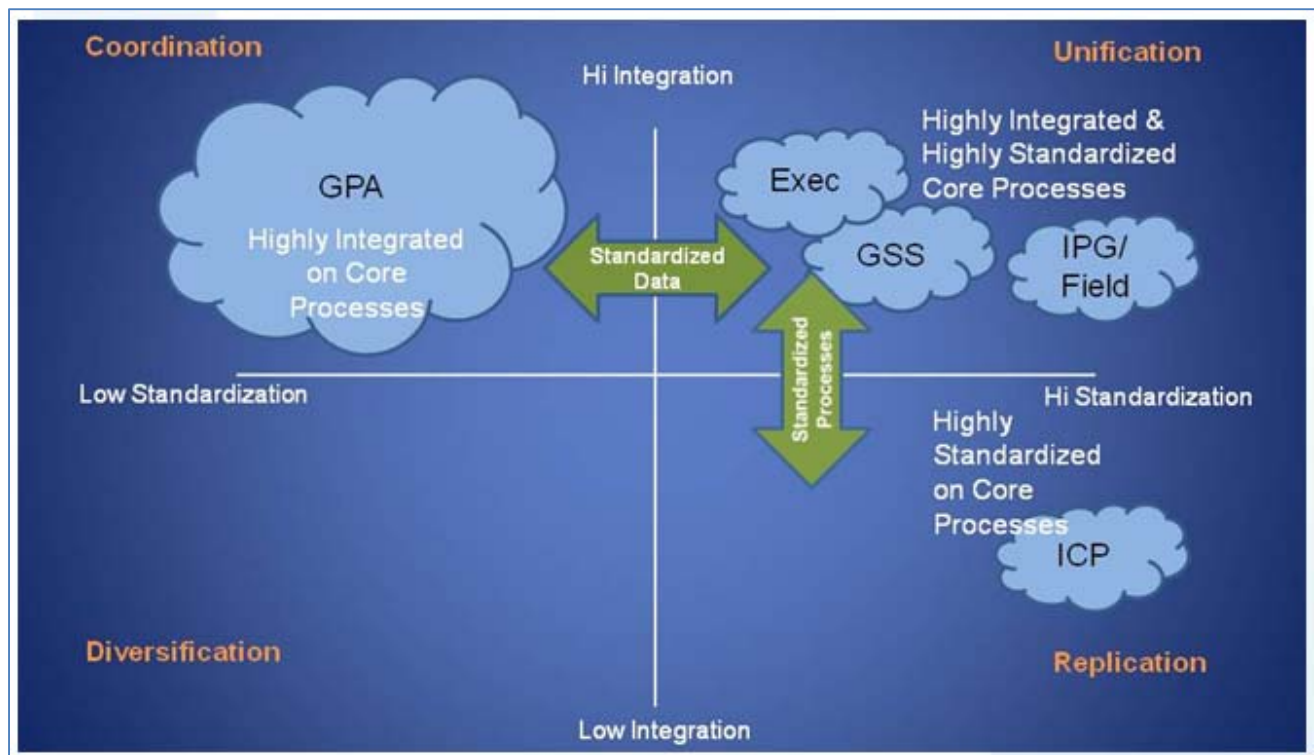 Coordination
Unification
Hi Integration
Highly Integrated &
Highly Standardized
Core Processes
Exec
GPA
Highly Integrated
on Core
Processes
Standardized
Data
GSS
IPG/
Field
Standardized
Processes
Low Standardization
Hi Standardization
Highly
Standardized
on Core
Processes
ICP
Diversification
Replication
Low Integration